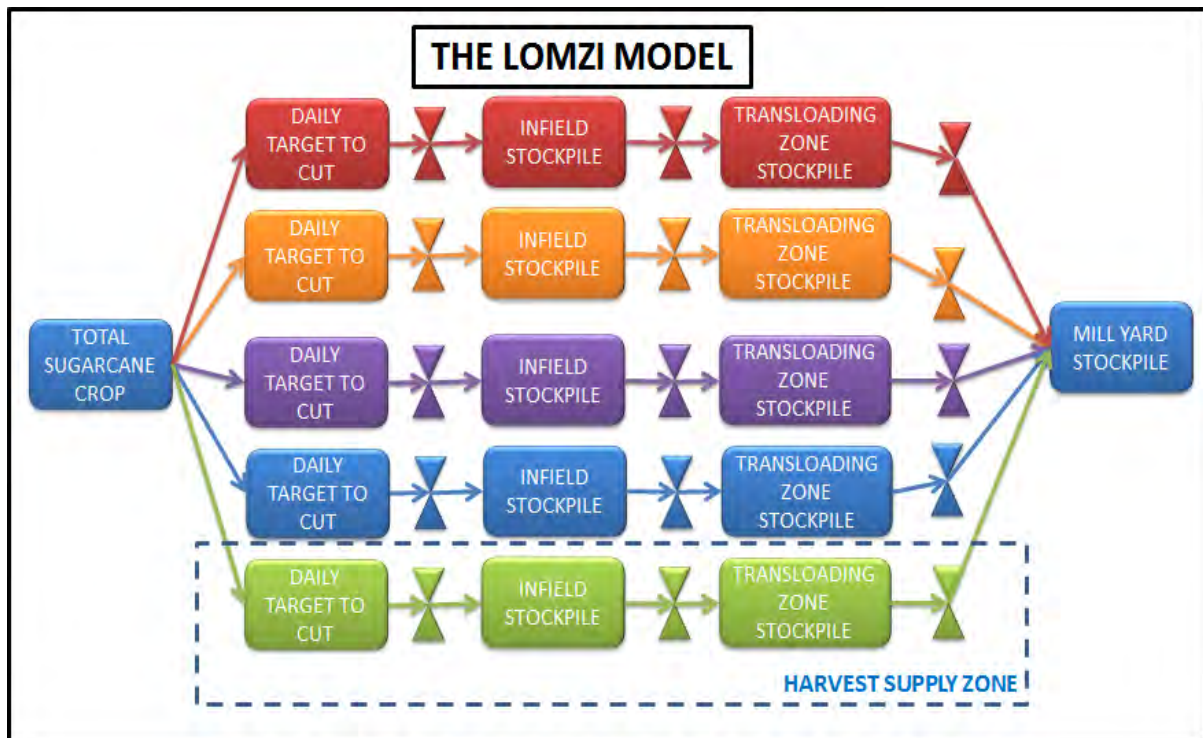 THE LOMZI MODEL
DAILY
TARGET TO
CUT
INFIELD
STOCKPILE
TRANSLOADING
ZONE
STOCKPILE
DAILY
TARGET TO
CUT
INFIELD
STOCKPILE
TRANSLOADING
ZONE
STOCKPILE
TOTAL
SUGARCANE
CROP
DAILY
TARGET TO
CUT
INFIELD
STOCKPILE
TRANSLOADING
ZONE
STOCKPILE
MILL YARD
STOCKPILE
DAILY
TARGET TO
CUT
INFIELD
STOCKPILE
TRANSLOADING
ZONE
STOCKPILE
DAILY
TARGET TO
CUT
INFIELD
STOCKPILE
TRANSLOADING
ZONE
STOCKPILE
HARVEST SUPPLY ZONE